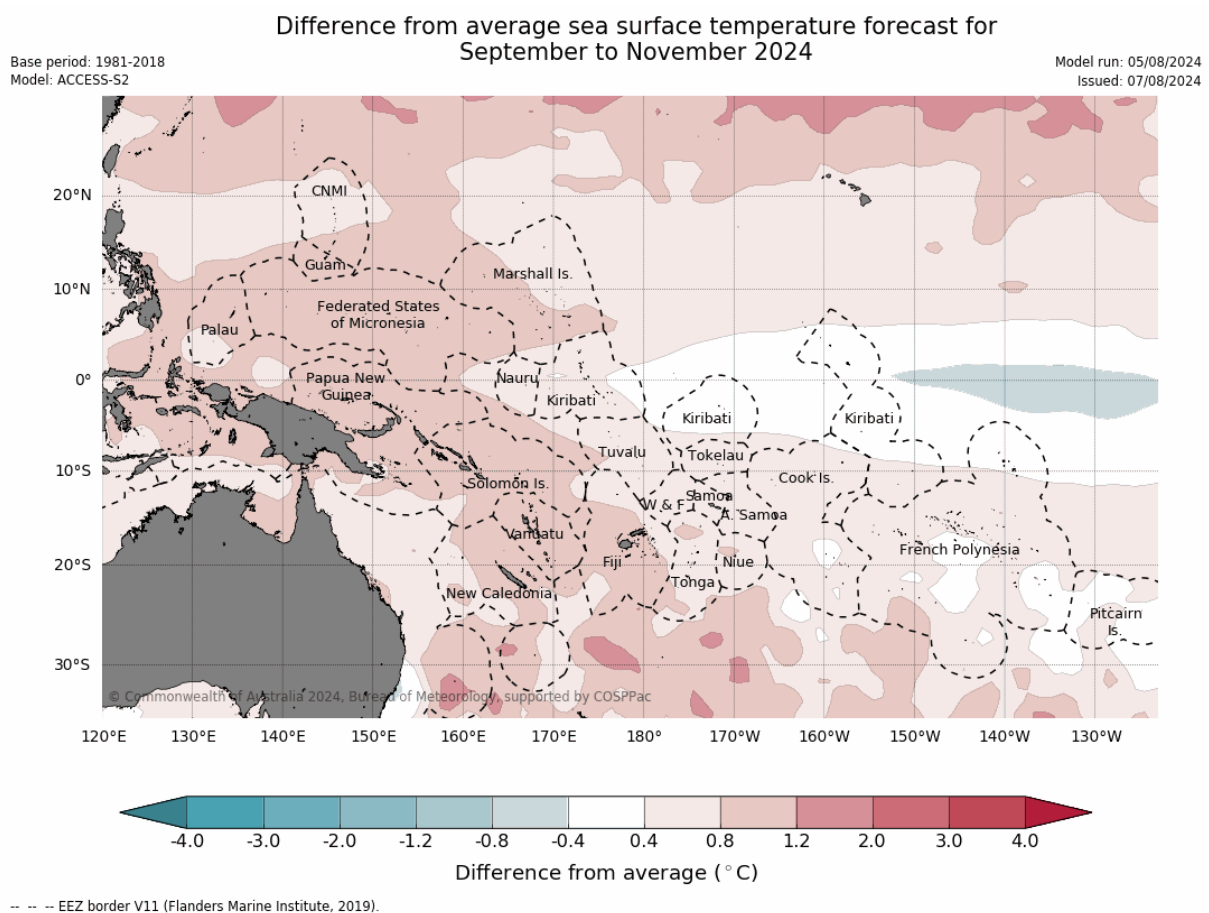 Difference from average sea surface temperature forecast for
September to November 2024
Base period: 1981-2018
Model: ACCESS-S2
Model run: 05/08/2024
Issued: 07/08/2024
20°N
10°N
0°
10°S
20°S
30°S
CNMI
Guam
Marshall Is.
Federated States
of Micronesia
Palau
Papua New
Guinea
Nauru
Kiribati
Kiribati
Kiribati
Tuvalu
Tokelau
Solomon Is.
Cook Is.
W & F
Samoa
A. Samoa
Vanuatu
Fiji
Niue
French Polynesia
Tonga
New Caledonia
Pitcairn
Is.
© Commonwealth of Australia 2024, Bureau of Meteorology, supported by COSPPac
120°E 130°E 140°E 150°E 160°E 170°E 180° 170°W 160°W 150°W 140°W 130°W
-4.0 -3.0 -2.0 -1.2 -0.8 -0.4 0.4 0.8 1.2 2.0 3.0 4.0
Difference from average (°C)
-- -- -- EEZ border V11 (Flanders Marine Institute, 2019).